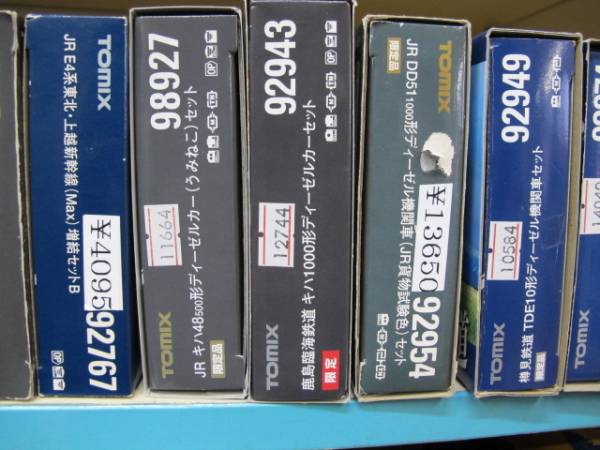 TOMIX
JR E4系東北・上越新幹線(Max)増結セットB
¥4095
92767
98927
JR キハ48500形ディーゼルカー(うみねこ)セット
11664
TOMIX
限定品
92943
鹿島臨海鉄道 キハ1000形ディーゼルカーセット
12744
TOMIX
限定
TOMIX
限定品
JR DD511000形ディーゼル機関車(JR貨物試験色)セット
¥13650
92954
92949
樽見鉄道 TDE10形ディーゼル機関車セット
10584
TOMIX
限定品
TOMIX